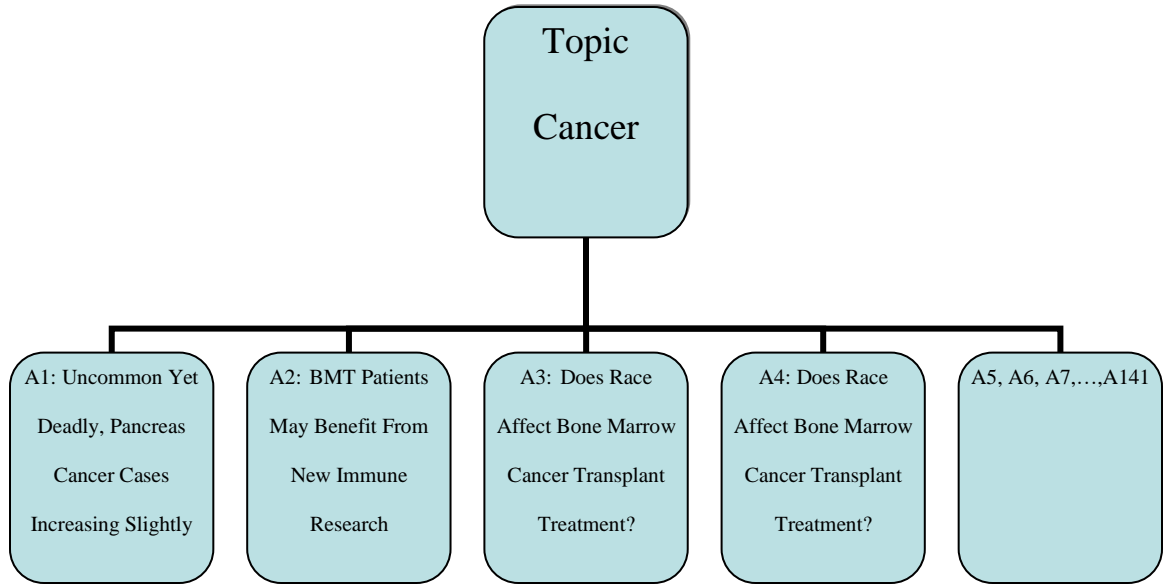 Topic
Cancer
A1: Uncommon Yet
Deadly, Pancreas
Cancer Cases
Increasing Slightly
A2: BMT Patients
May Benefit From
New Immune
Research
A3: Does Race
Affect Bone Marrow
Cancer Transplant
Treatment?
A4: Does Race
Affect Bone Marrow
Cancer Transplant
Treatment?
A5, A6, A7,…,A141